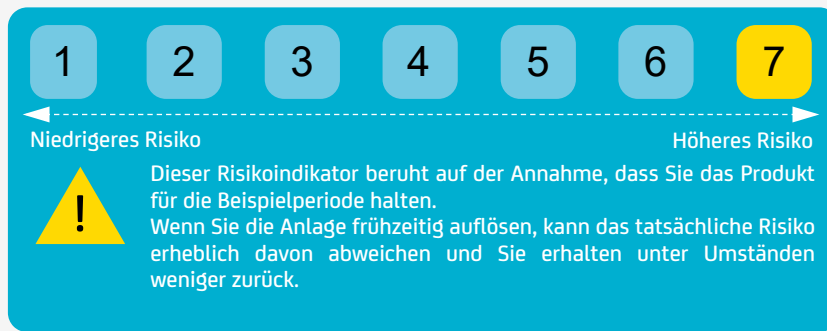 1 2 3 4 5 6 7
Niedrigeres Risiko Höheres Risiko
Dieser Risikoindikator beruht auf der Annahme, dass Sie das Produkt
für die Beispielperiode halten.
!
Wenn Sie die Anlage frühzeitig auflösen, kann das tatsächliche Risiko
erheblich davon abweichen und Sie erhalten unter Umständen
weniger zurück.